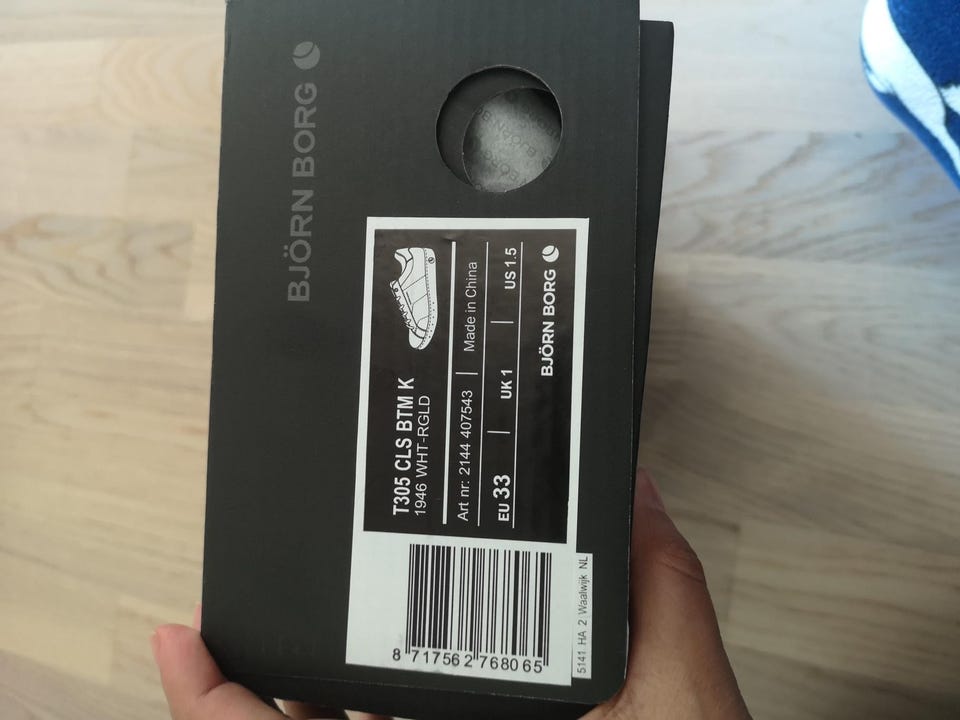 BJÖRN BORG
T305 CLS BTM K
1946 WHT-RGLD
Art nr: 2144 407543 | Made in China
EU 33 | UK 1 | US 1.5
BJÖRN BORG
8 717562 768065
5141 HA 2 Waalwijk NL